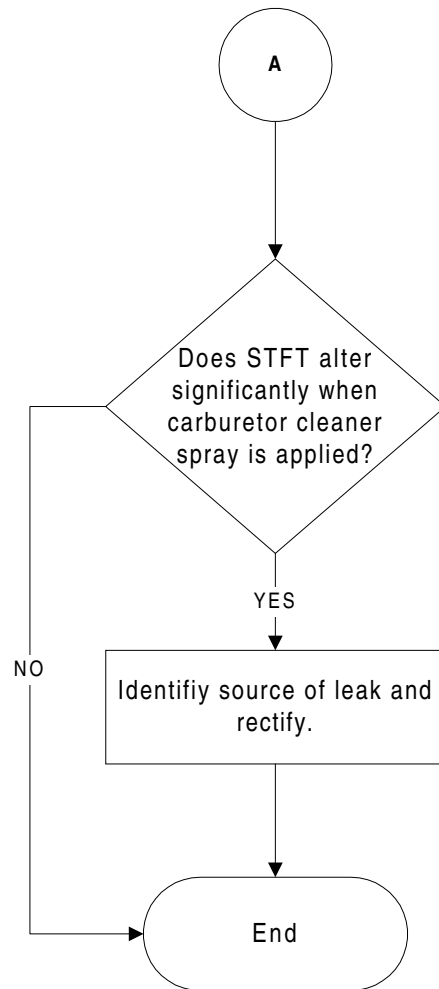 A
Does STFT alter
significantly when
carburetor cleaner
spray is applied?
YES
NO
Identifiy source of leak and
rectify.
End